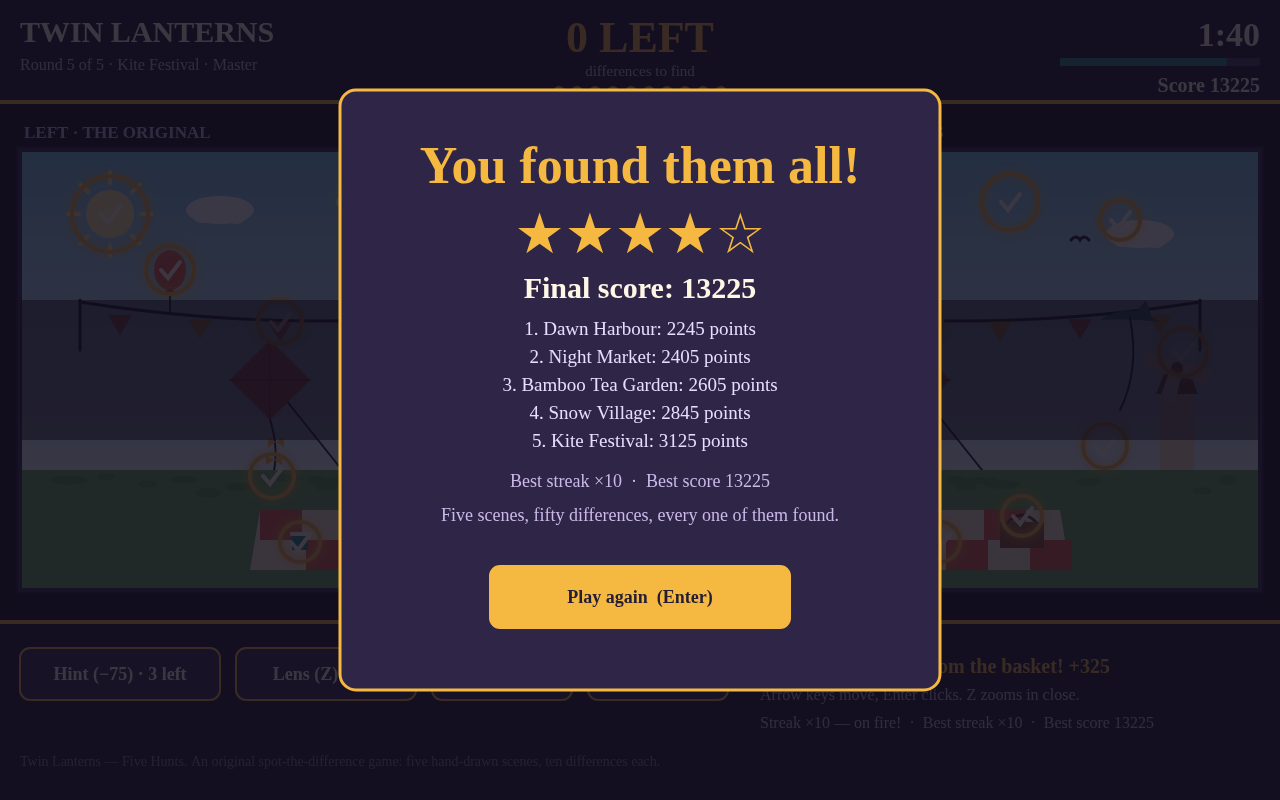 TWIN LANTERNS
Round 5 of 5 · Kite Festival · Master
0 LEFT
differences to find
1:40
Score 13225
LEFT · THE ORIGINAL
You found them all!
★★★★☆
Final score: 13225
1. Dawn Harbour: 2245 points
2. Night Market: 2405 points
3. Bamboo Tea Garden: 2605 points
4. Snow Village: 2845 points
5. Kite Festival: 3125 points
Best streak ×10 · Best score 13225
Five scenes, fifty differences, every one of them found.
Play again (Enter)
Hint (−75) · 3 left
Lens (Z)
the basket! +325
Arrow keys move, Enter clicks. Z zooms in close.
Streak ×10 — on fire! · Best streak ×10 · Best score 13225
Twin Lanterns — Five Hunts. An original spot-the-difference game: five hand-drawn scenes, ten differences each.